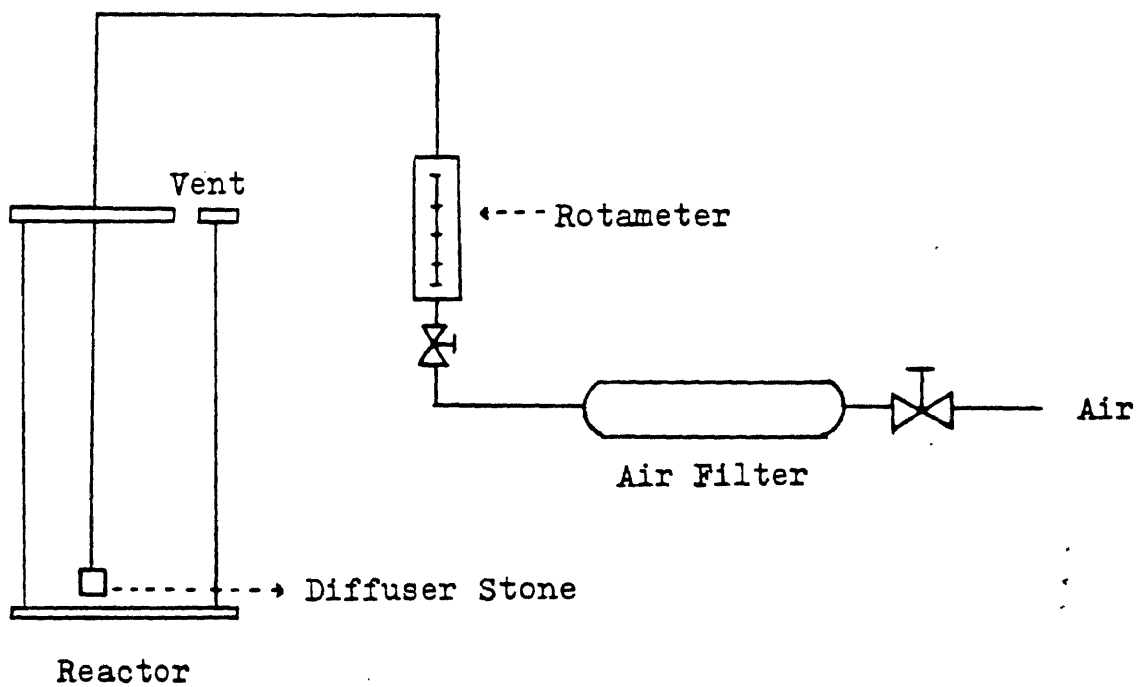 Vent
Rotameter
Air
Air Filter
Diffuser Stone
Reactor